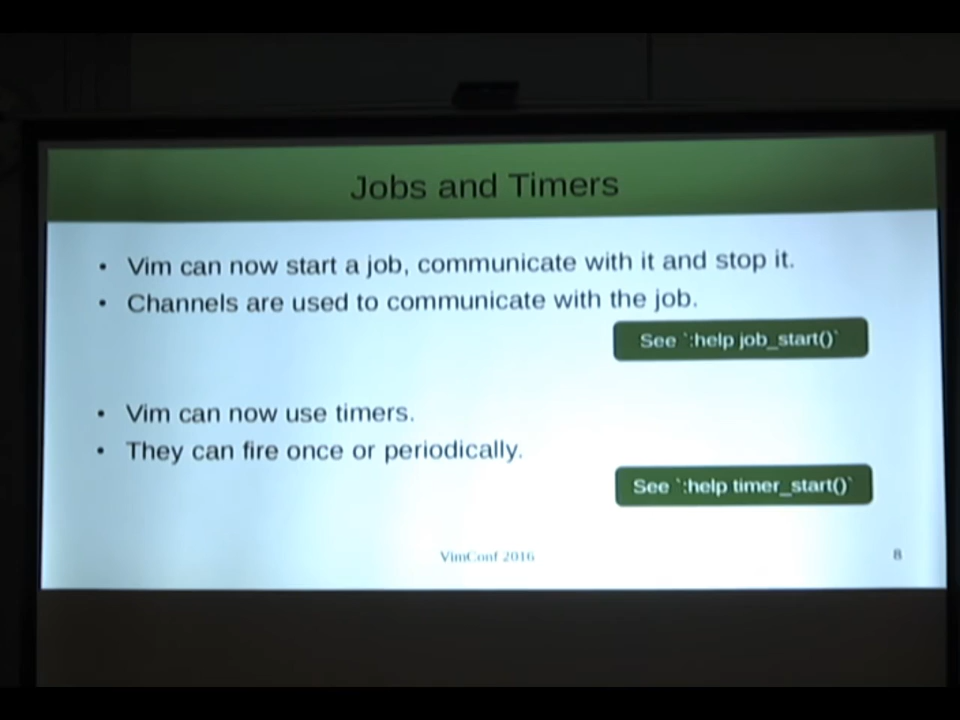 Jobs and Timers
• Vim can now start a job, communicate with it and stop it.
• Channels are used to communicate with the job.
See `:help job_start()`
• Vim can now use timers.
• They can fire once or periodically.
See `:help timer_start()`
VimConf 2016
8